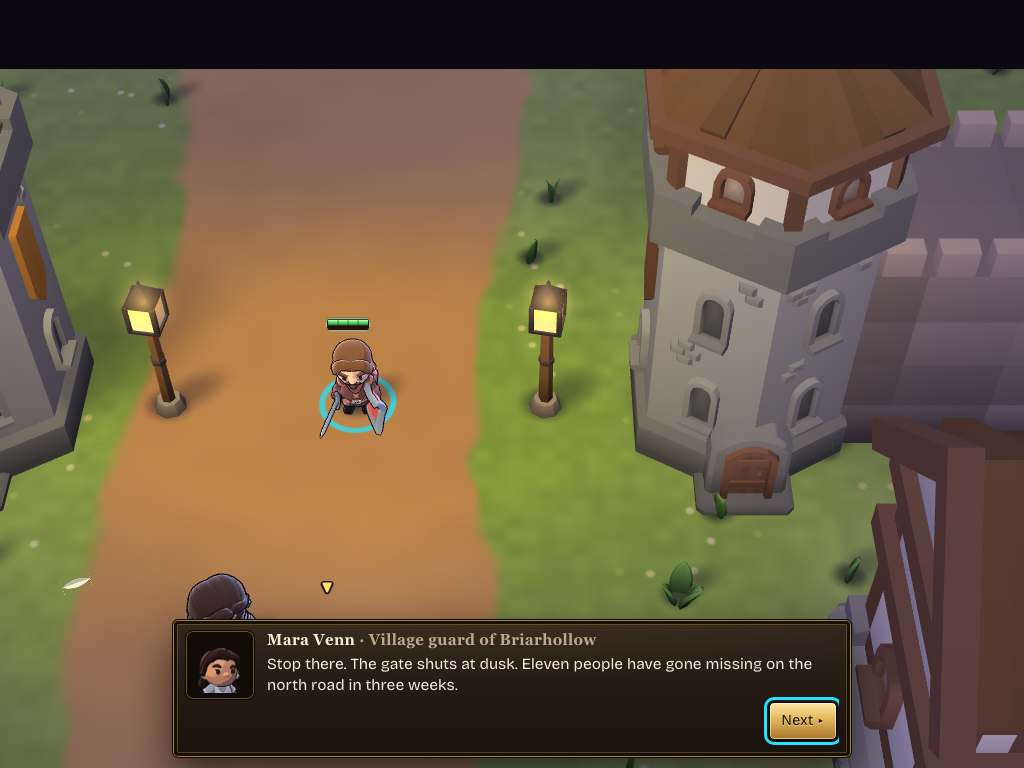 Mara Venn · Village guard of Briarhollow
Stop there. The gate shuts at dusk. Eleven people have gone missing on the
north road in three weeks.
Next ▸